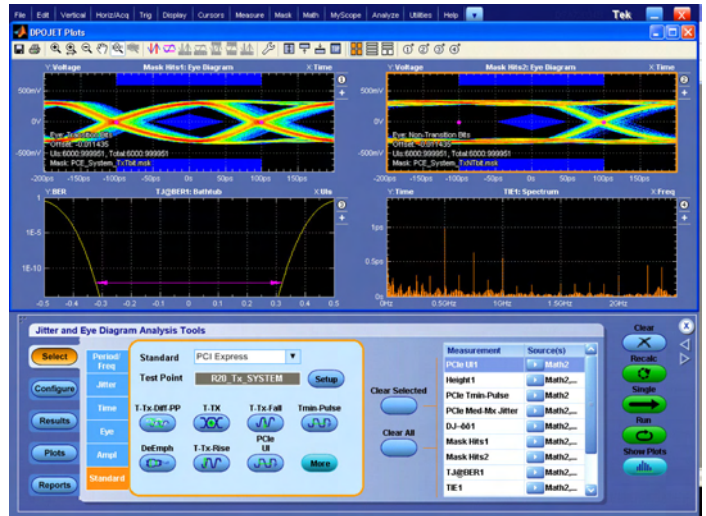 File Edit Vertical Horiz/Acq Trig Display Cursors Measure Mask Math MyScope Analyze Utilities Help Tek
DPOJET Plots
Y:Voltage Mask Hits1: Eye Diagram X:Time
500mV
0V
-500mV
Eye: Transition Bits
Offset: -0.011435
UIs:6000:999951, Total:6000:999951
Mask: PCE_System_TxTbit.msk
-200ps -150ps -100ps -50ps 0s 50ps 100ps 150ps
Y:Voltage Mask Hits2: Eye Diagram X:Time
500mV
0V
-500mV
Eye: Non-Transition Bits
Offset: -0.011435
UIs:6000:999951, Total:6000:999951
Mask: PCE_System_TxNTbit.msk
-200ps -150ps -100ps -50ps 0s 50ps 100ps 150ps
Y:BER TJ@BER1: Bathtub X:UIs
1
1E-5
1E-10
-0.5 -0.4 -0.3 -0.2 -0.1 0 0.1 0.2 0.3 0.4 0.5
Y:Time TIE1: Spectrum X:Freq
1ps
0.5ps
0s
0Hz 0.5GHz 1GHz 1.5GHz 2GHz
Jitter and Eye Diagram Analysis Tools
Select
Configure
Results
Plots
Reports
Period/
Freq
Jitter
Time
Eye
Ampl
Standard
Standard PCI Express
Test Point R20_Tx_SYSTEM Setup
T-Tx-Diff-PP T-TX T-Tx-Fall Tmin-Pulse
DeEmph T-Tx-Rise PCIe
UI
More
Clear Selected
Clear All
Measurement Source(s)
PCIe UI1 Math2
Height1 Math2,...
PCIe Tmin-Pulse Math2
PCIe Med-Mx Jitter Math2
Math2,...
Mask Hits1 Math2,...
Mask Hits2 Math2,...
TJ@BER1 Math2,...
TIE1 Math2,...
Clear
Recalc
Single
Run
Show Plots